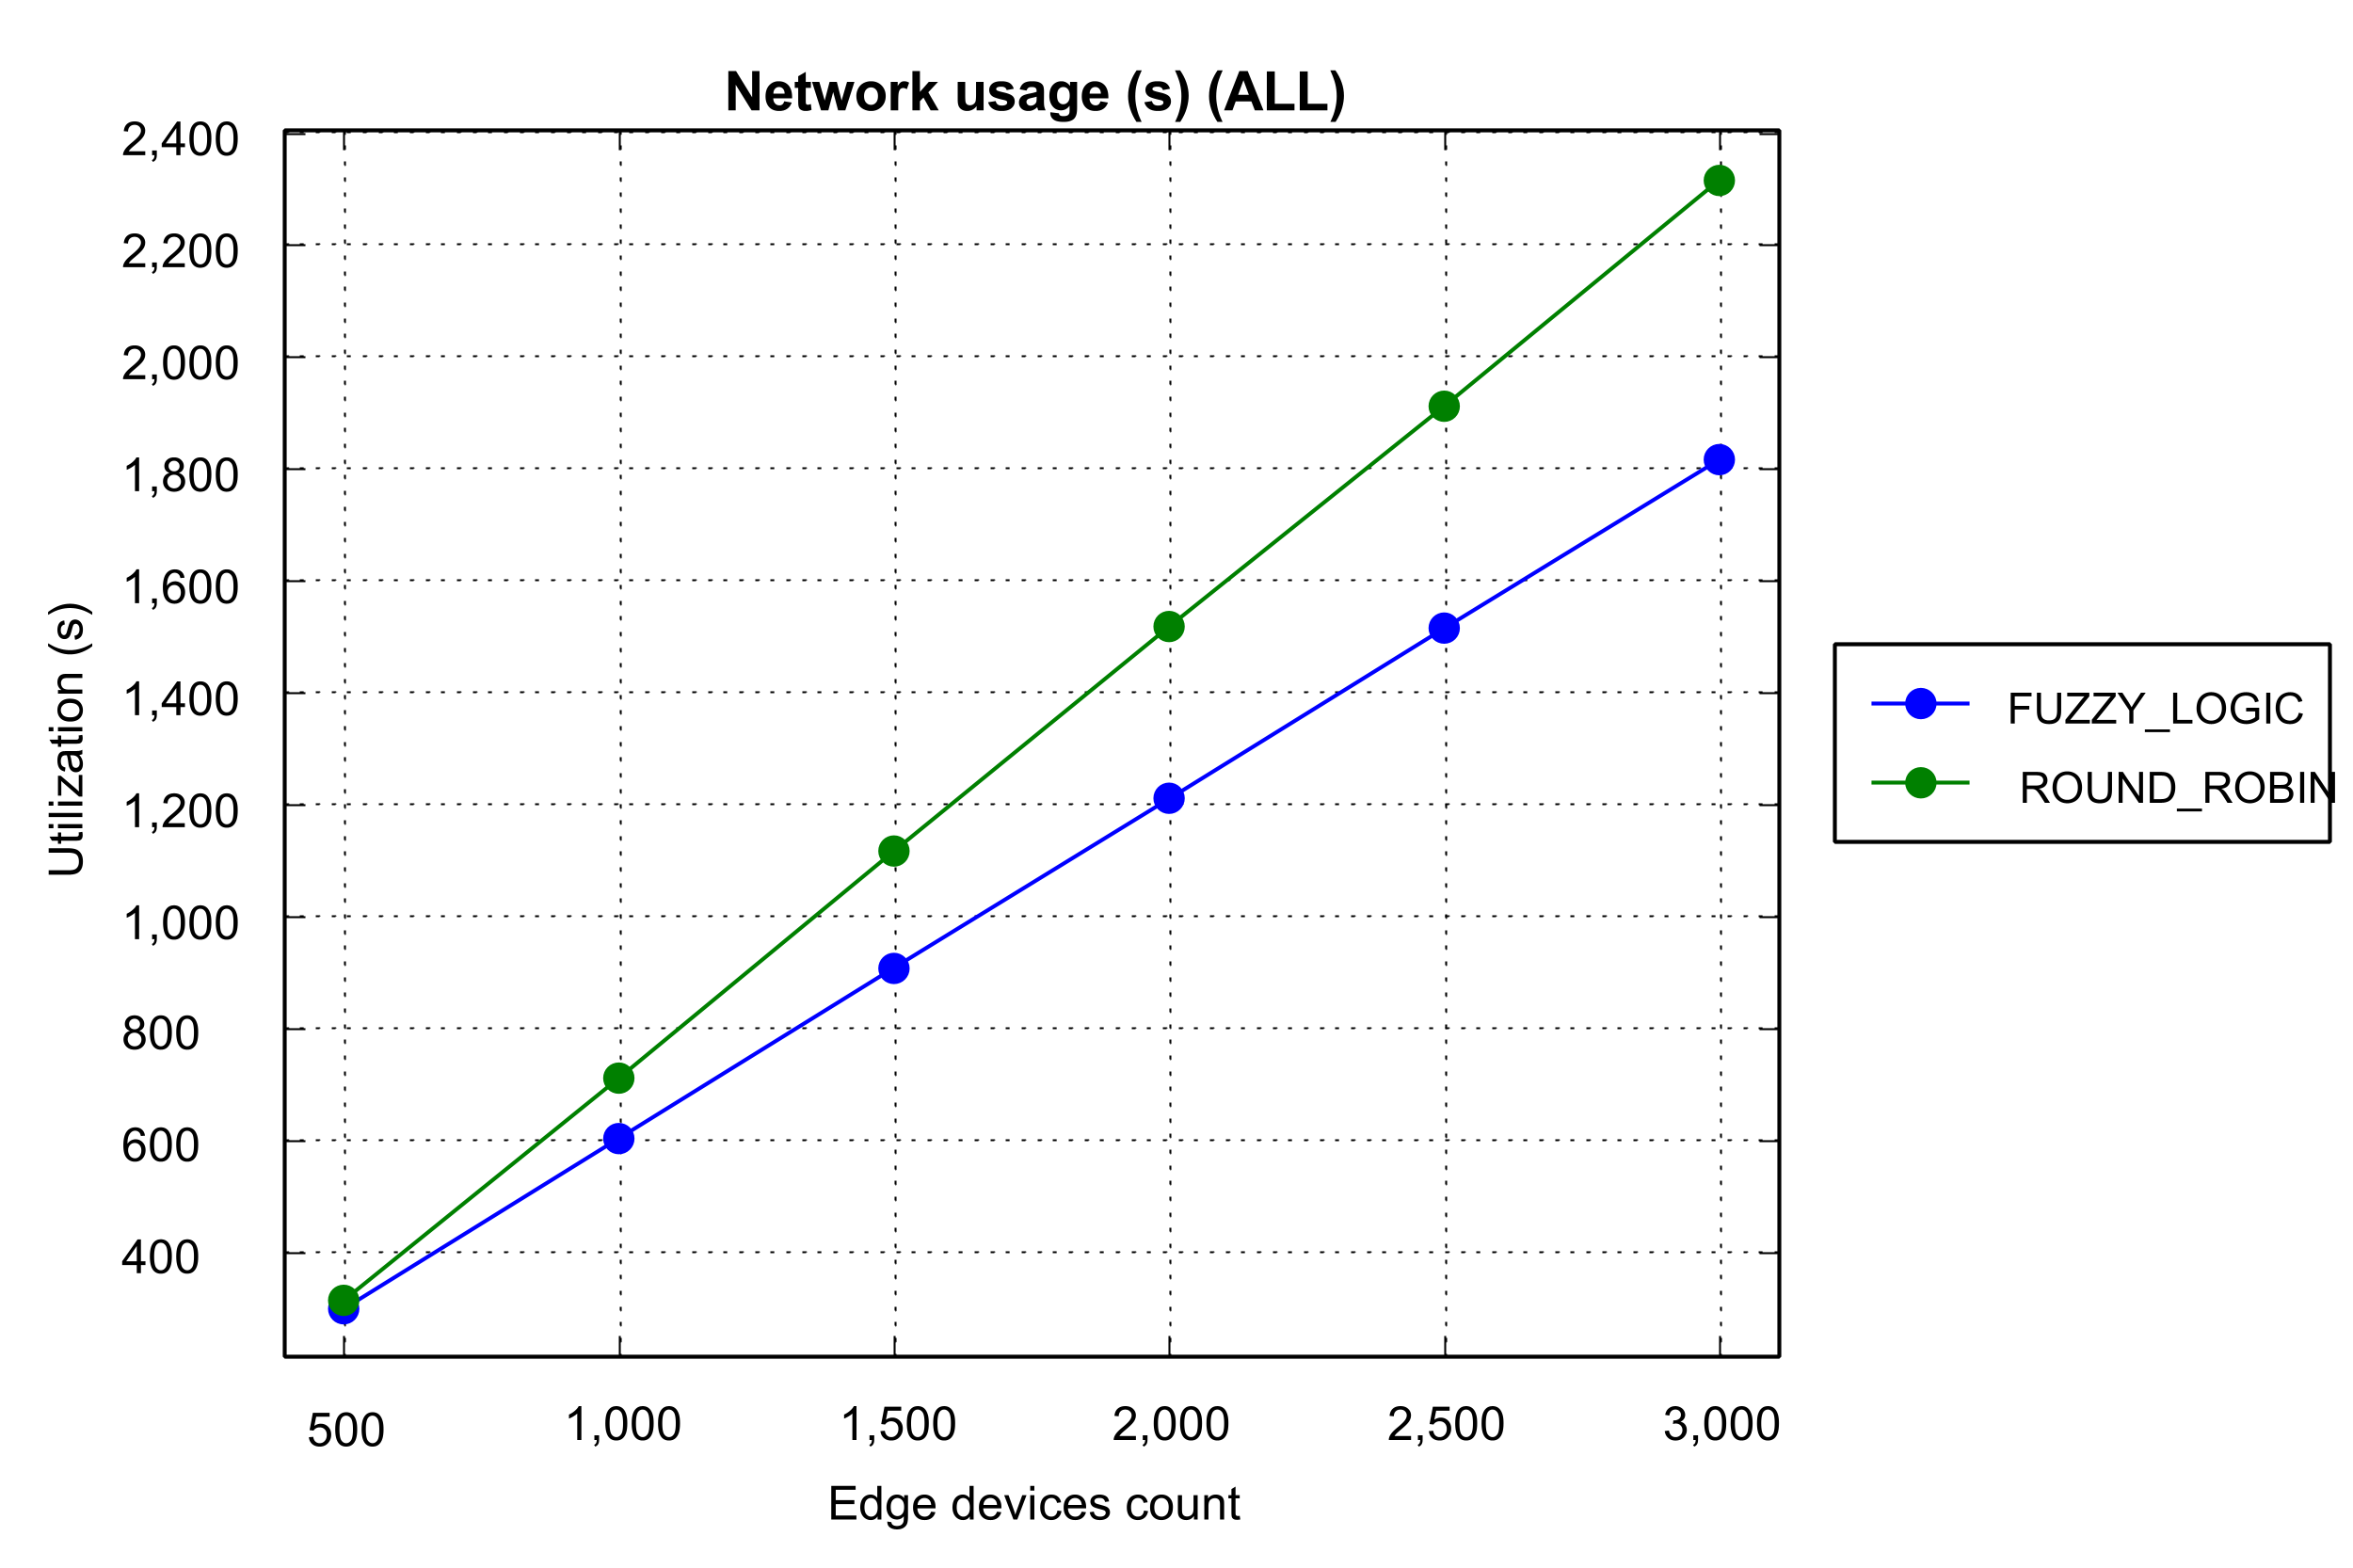 Network usage (s) (ALL)
2,400
2,200
2,000
1,800
1,600
1,400
1,200
1,000
800
600
400
Utilization (s)
500 1,000 1,500 2,000 2,500 3,000
Edge devices count
FUZZY_LOGIC
ROUND_ROBIN